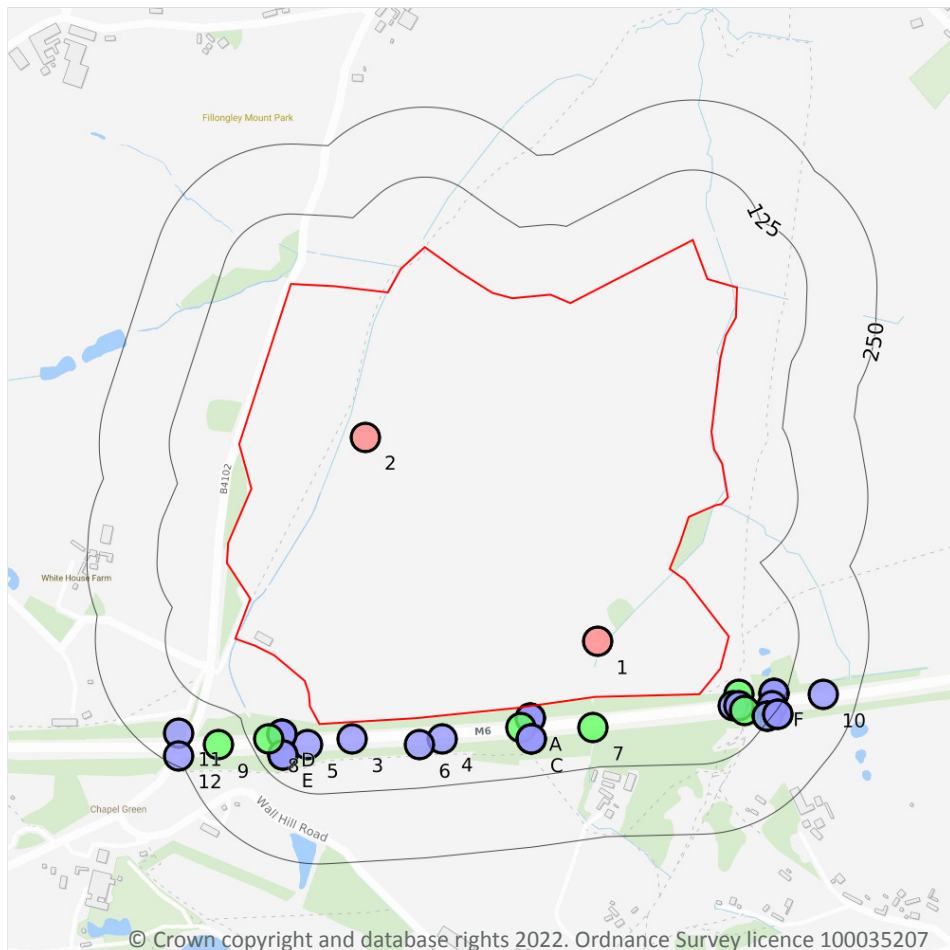 Fillongley Mount Park
125
250
2
B4102
White House Farm
1
M6
F
10
A
C
7
11
12
9
8
D
E
5
3
6
4
Chapel Green
Wall Hill Road
© Crown copyright and database rights 2022. Ordnance Survey licence 100035207